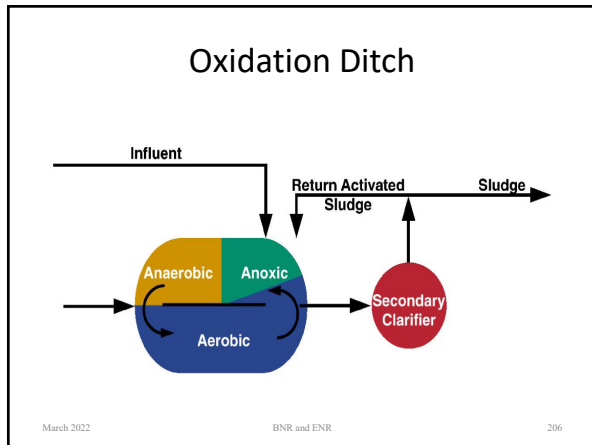 Oxidation Ditch
Influent
Return Activated
Sludge
Sludge
Anaerobic
Anoxic
Aerobic
Secondary
Clarifier
March 2022
BNR and ENR
206